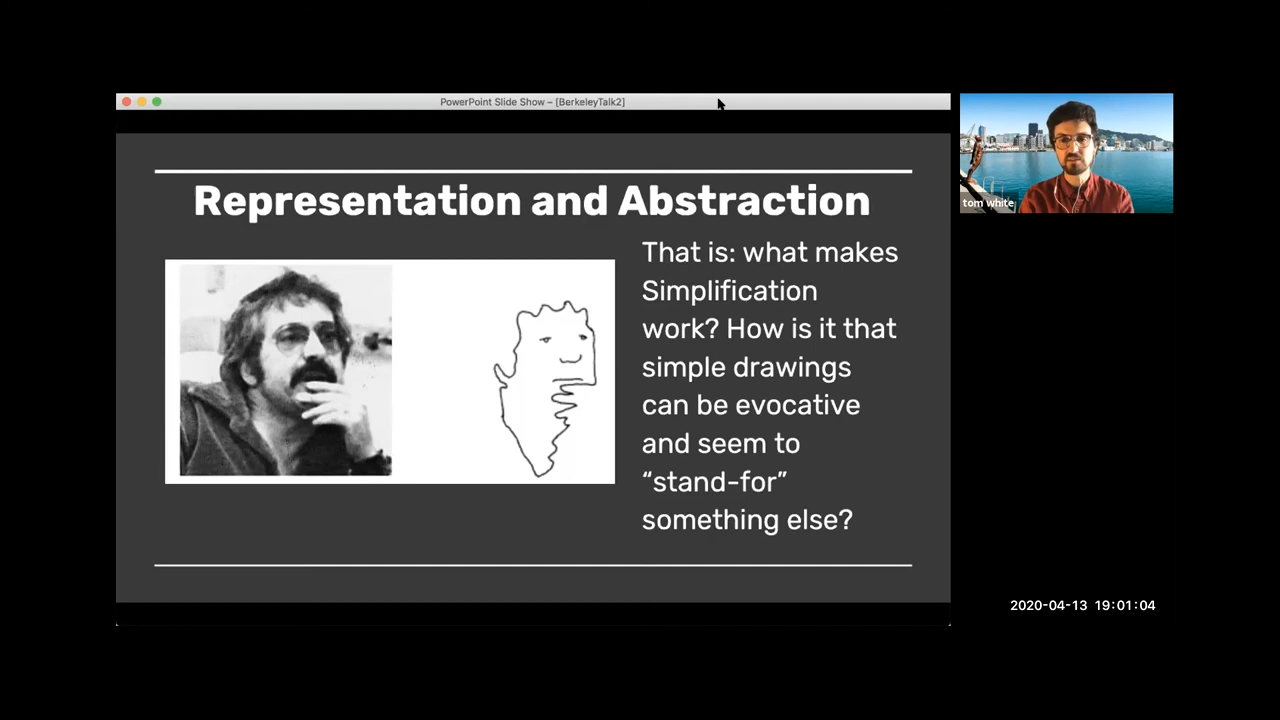 PowerPoint Slide Show – [BerkeleyTalk2]
Representation and Abstraction
That is: what makes
Simplification
work? How is it that
simple drawings
can be evocative
and seem to
“stand-for”
something else?
tom white
2020-04-13 19:01:04